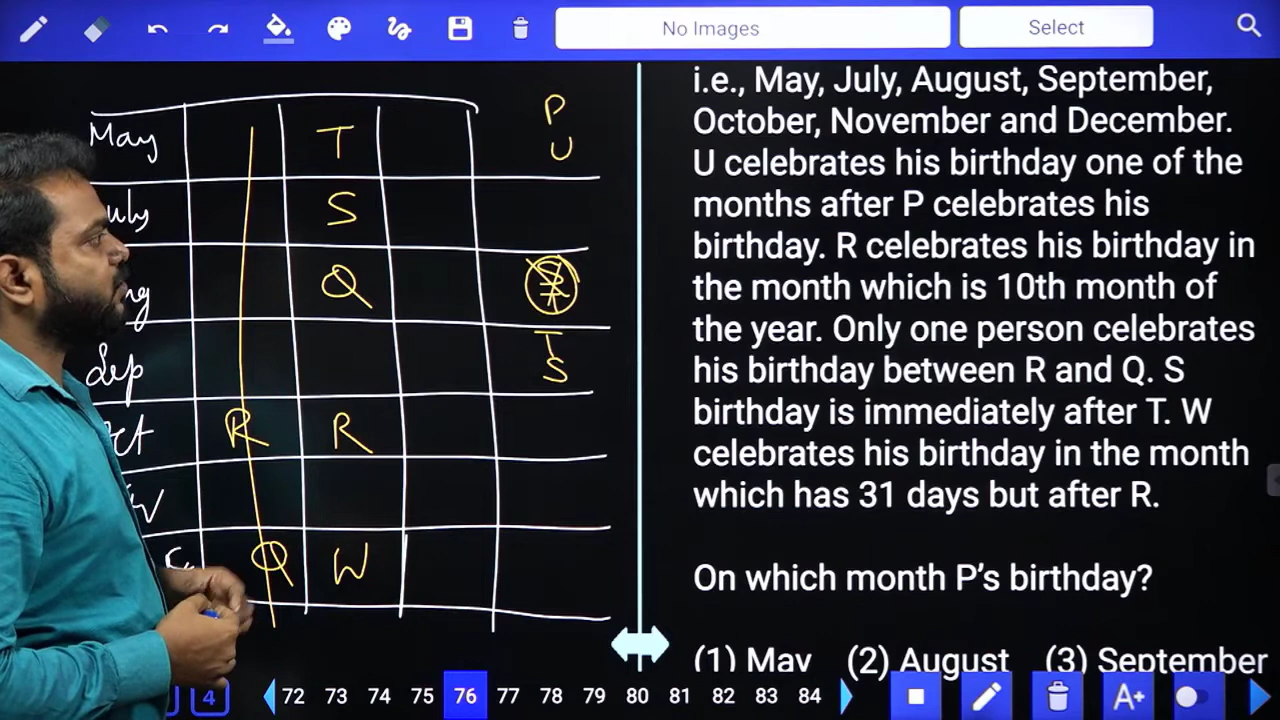 No Images
Select
May
T
P
U
uly
S
Q
Sep
T
S
R
R
Q
W
i.e., May, July, August, September,
October, November and December.
U celebrates his birthday one of the
months after P celebrates his
birthday. R celebrates his birthday in
the month which is 10th month of
the year. Only one person celebrates
his birthday between R and Q. S
birthday is immediately after T. W
celebrates his birthday in the month
which has 31 days but after R.
On which month P’s birthday?
(1) May (2) August (3) September
4 72 73 74 75 76 77 78 79 80 81 82 83 84 A+